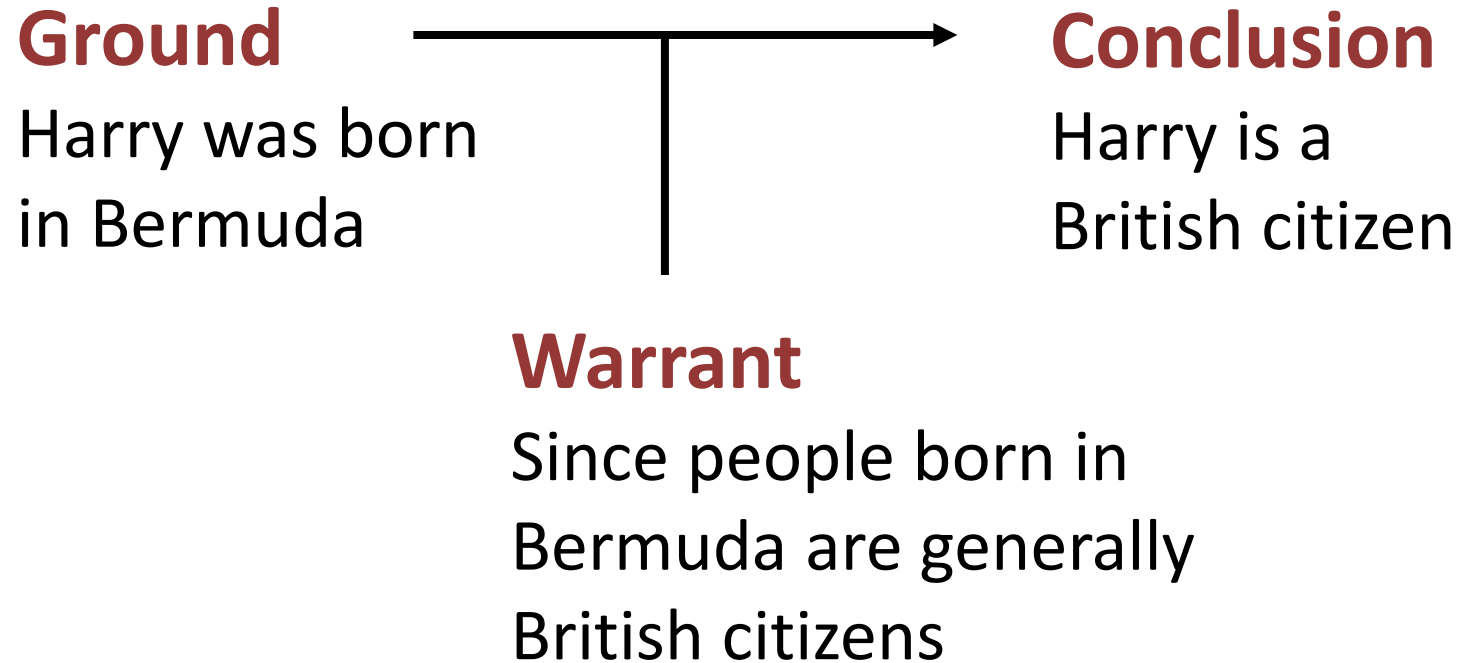 Ground
Harry was born
in Bermuda
Conclusion
Harry is a
British citizen
Warrant
Since people born in
Bermuda are generally
British citizens